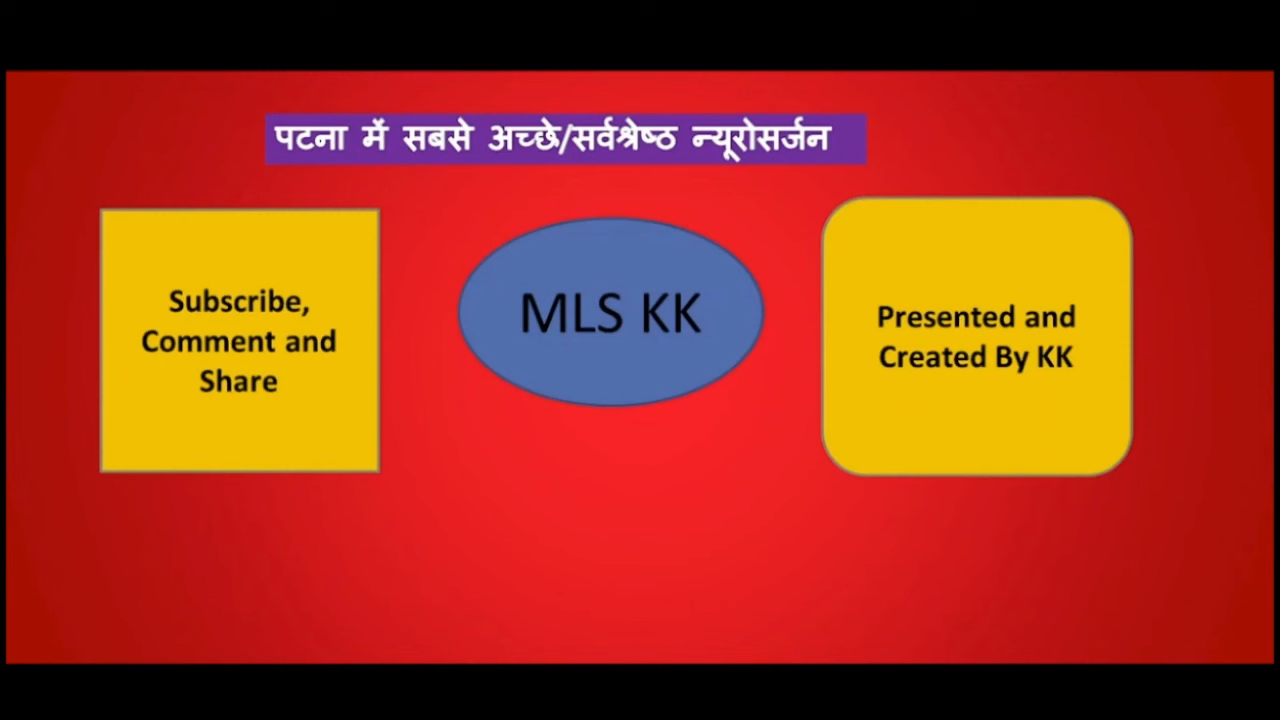 पटना में सबसे अच्छे/सर्वश्रेष्ठ न्यूरोसर्जन
Subscribe,
Comment and
Share
MLS KK
Presented and
Created By KK